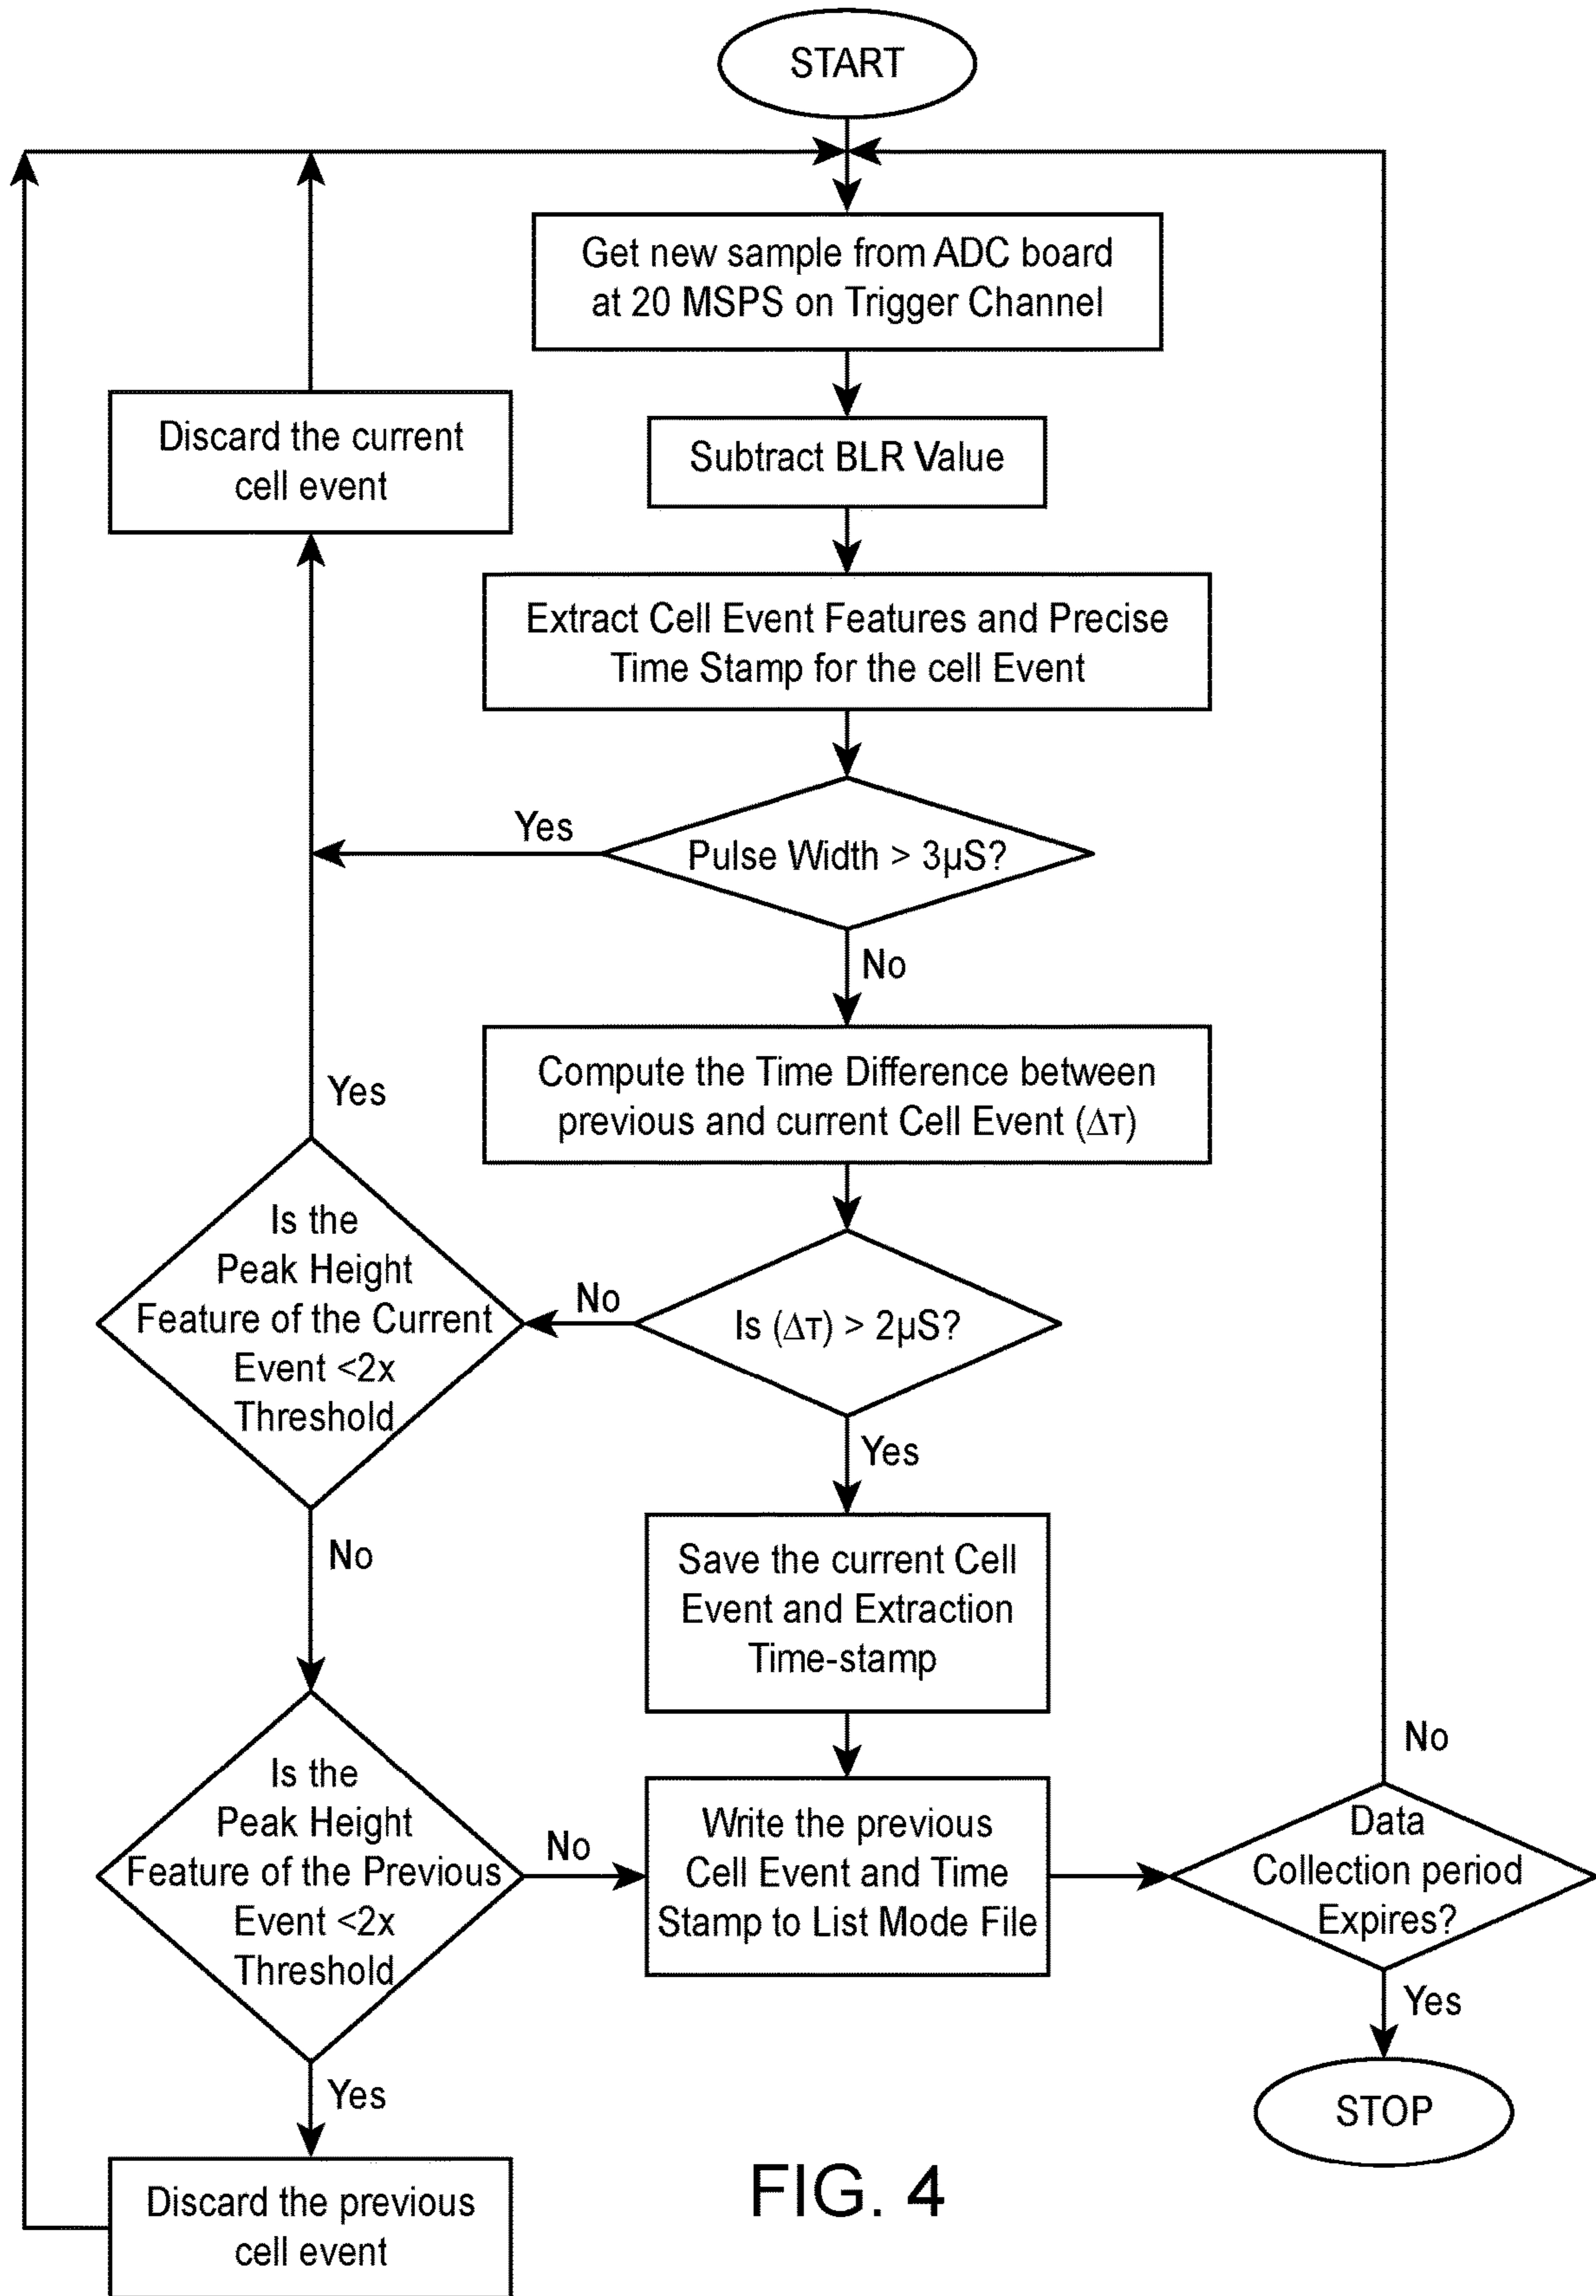 START
Get new sample from ADC board
at 20 MSPS on Trigger Channel
Discard the current
cell event
Subtract BLR Value
Extract Cell Event Features and Precise
Time Stamp for the cell Event
Yes
Pulse Width > 3µS?
No
Compute the Time Difference between
previous and current Cell Event (Δτ)
Yes
Is the
Peak Height
Feature of the Current
Event <2x
Threshold
No
Is (Δτ) > 2µS?
Yes
No
Save the current Cell
Event and Extraction
Time-stamp
Is the
Peak Height
Feature of the Previous
Event <2x
Threshold
No
Write the previous
Cell Event and Time
Stamp to List Mode File
No
Data
Collection period
Expires?
Yes
Yes
STOP
Discard the previous
cell event
FIG. 4